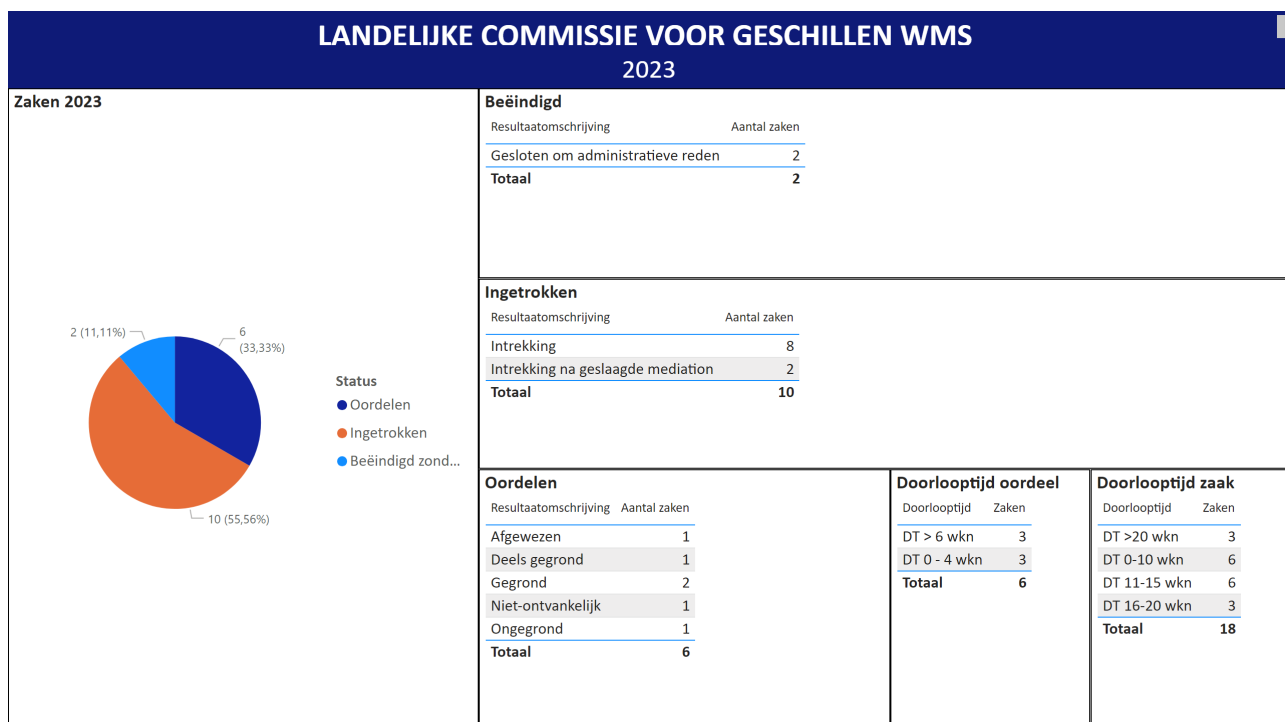 LANDELIJKE COMMISSIE VOOR GESCHILLEN WMS
2023
Zaken 2023
2 (11,11%)
6
(33,33%)
10 (55,56%)
Status
Oordelen
Ingetrokken
Beëindigd zond...
Beëindigd
Resultaatomschrijving Aantal zaken
Gesloten om administratieve reden 2
Totaal 2
Ingetrokken
Resultaatomschrijving Aantal zaken
Intrekking 8
Intrekking na geslaagde mediation 2
Totaal 10
Oordelen
Resultaatomschrijving Aantal zaken
Afgewezen 1
Deels gegrond 1
Gegrond 2
Niet-ontvankelijk 1
Ongegrond 1
Totaal 6
Doorlooptijd oordeel
Doorlooptijd Zaken
DT > 6 wkn 3
DT 0 - 4 wkn 3
Totaal 6
Doorlooptijd zaak
Doorlooptijd Zaken
DT >20 wkn 3
DT 0-10 wkn 6
DT 11-15 wkn 6
DT 16-20 wkn 3
Totaal 18